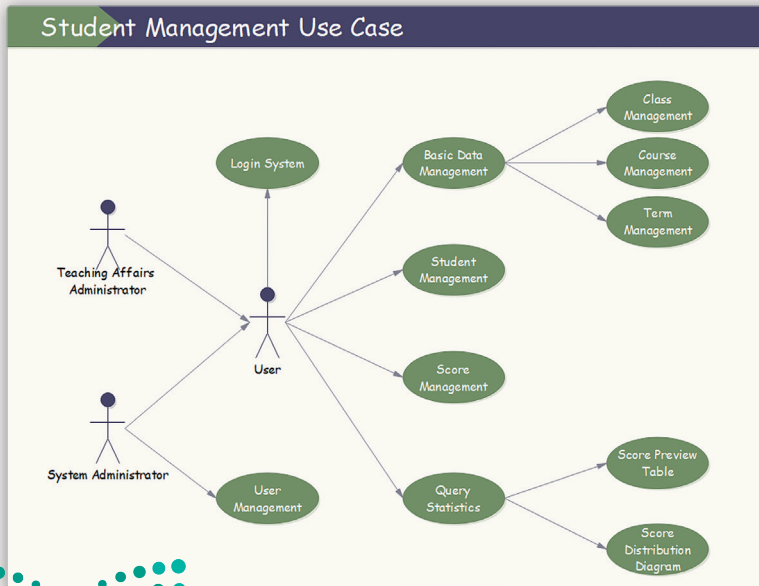 Student Management Use Case
Class
Management
Login System
Basic Data
Management
Course
Management
Term
Management
Teaching Affairs
Administrator
Student
Management
User
Score
Management
System Administrator
User
Management
Query
Statistics
Score Preview
Table
Score
Distribution
Diagram